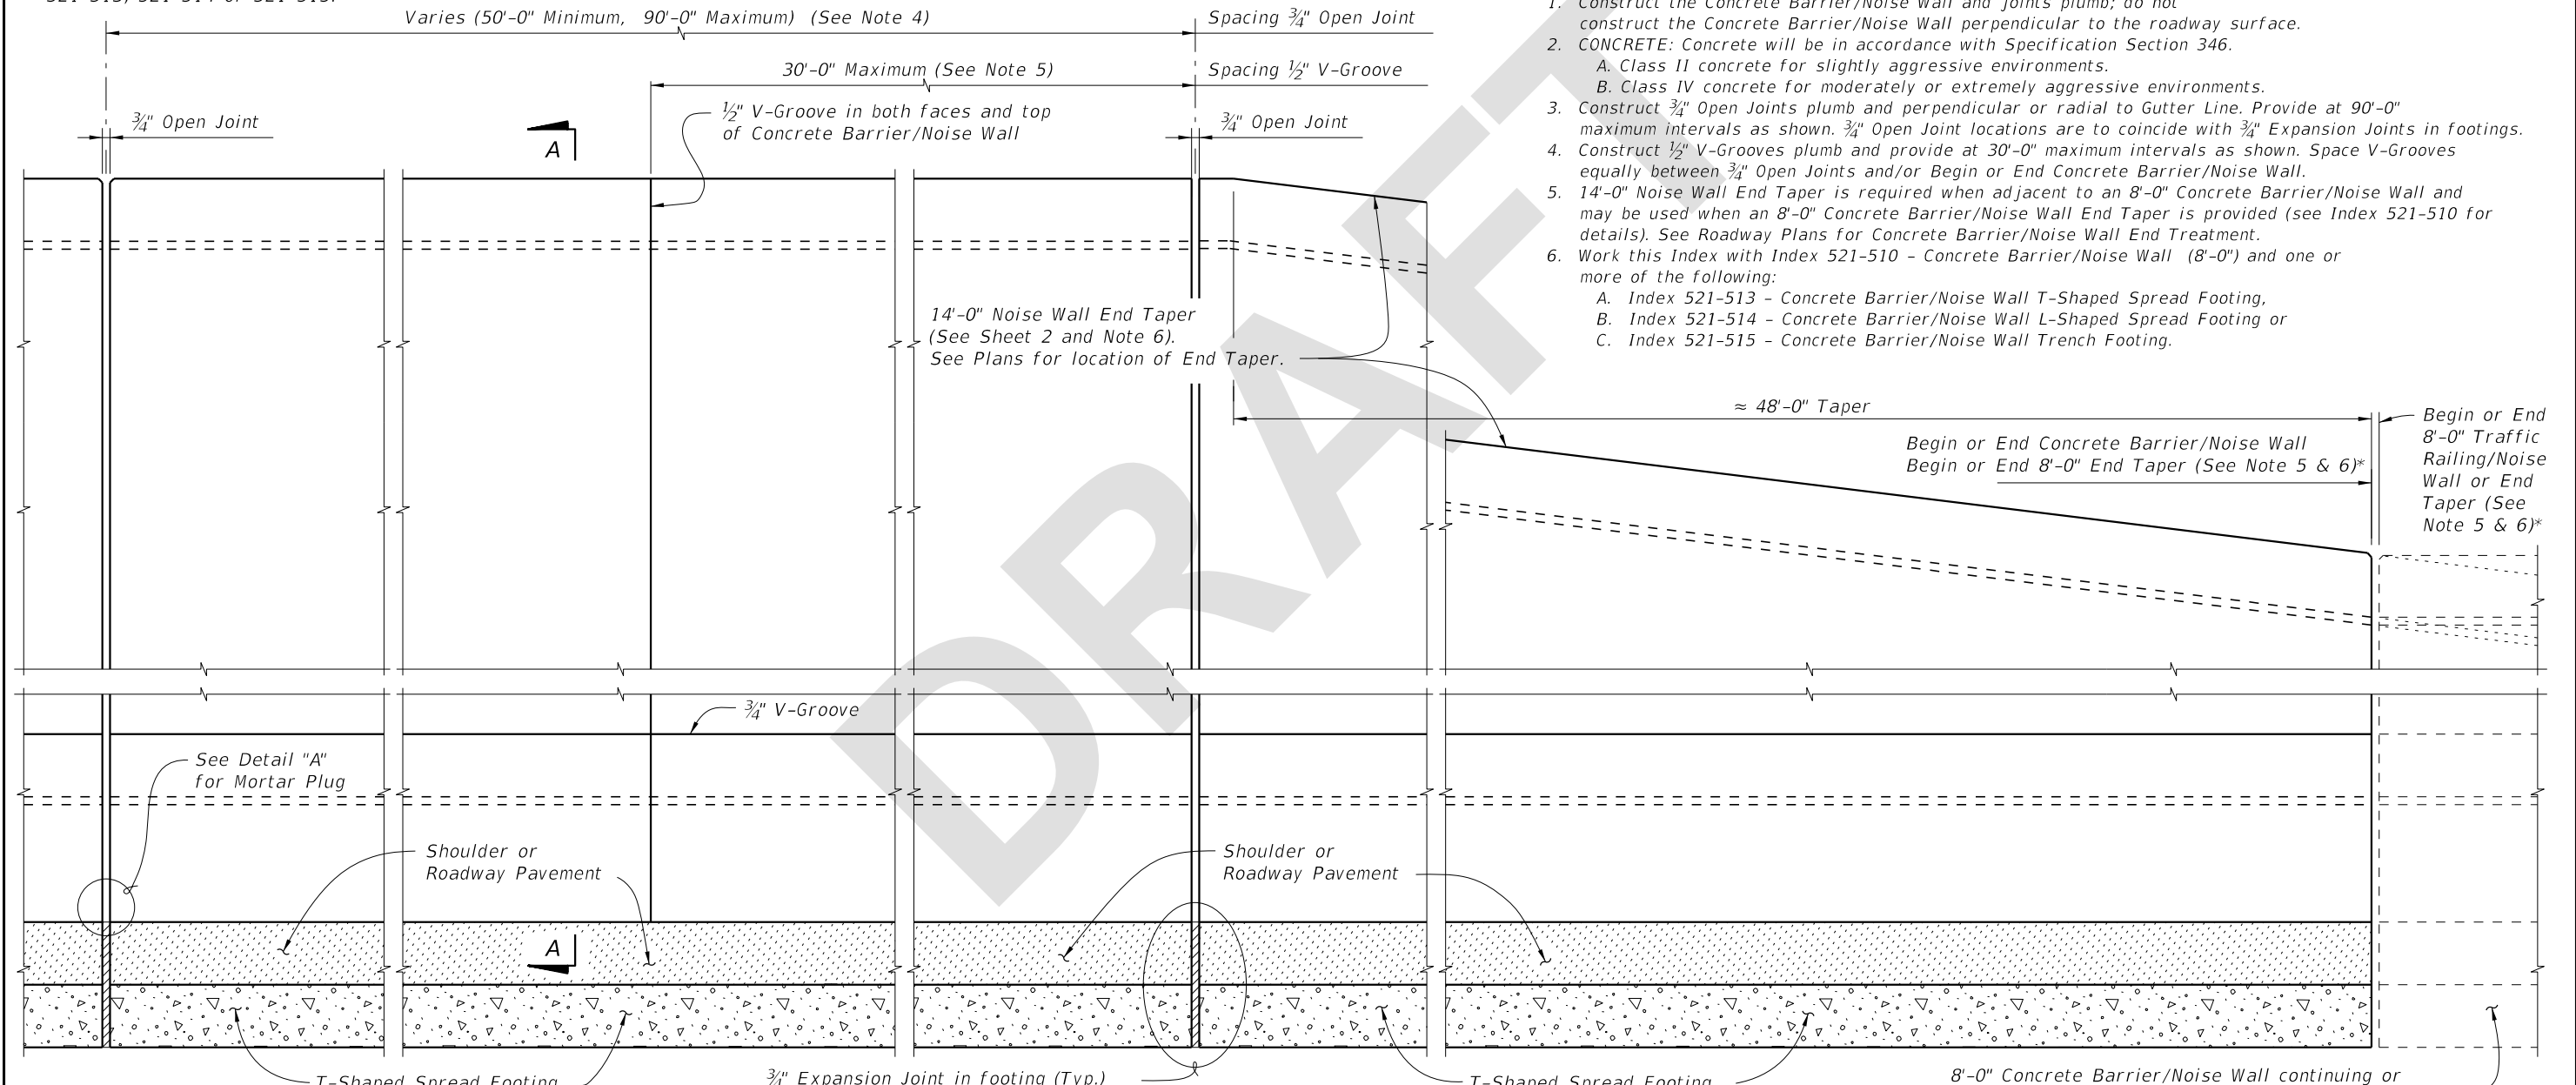 Varies (50'-0" Minimum, 90'-0" Maximum) (See Note 4)
Spacing ¾" Open Joint
30'-0" Maximum (See Note 5)
Spacing ½" V-Groove
¾" Open Joint
A
½" V-Groove in both faces and top
of Concrete Barrier/Noise Wall
¾" Open Joint
1. Construct the Concrete Barrier/Noise Wall and joints plumb; do not
construct the Concrete Barrier/Noise Wall perpendicular to the roadway surface.
2. CONCRETE: Concrete will be in accordance with Specification Section 346.
A. Class II concrete for slightly aggressive environments.
B. Class IV concrete for moderately or extremely aggressive environments.
3. Construct ¾" Open Joints plumb and perpendicular or radial to Gutter Line. Provide at 90'-0"
maximum intervals as shown. ¾" Open Joint locations are to coincide with ¾" Expansion Joints in footings.
4. Construct ½" V-Grooves plumb and provide at 30'-0" maximum intervals as shown. Space V-Grooves
equally between ¾" Open Joints and/or Begin or End Concrete Barrier/Noise Wall.
5. 14'-0" Noise Wall End Taper is required when adjacent to an 8'-0" Concrete Barrier/Noise Wall and
may be used when an 8'-0" Concrete Barrier/Noise Wall End Taper is provided (see Index 521-510 for
details). See Roadway Plans for Concrete Barrier/Noise Wall End Treatment.
6. Work this Index with Index 521-510 - Concrete Barrier/Noise Wall (8'-0") and one or
more of the following:
A. Index 521-513 - Concrete Barrier/Noise Wall T-Shaped Spread Footing,
B. Index 521-514 - Concrete Barrier/Noise Wall L-Shaped Spread Footing or
C. Index 521-515 - Concrete Barrier/Noise Wall Trench Footing.
14'-0" Noise Wall End Taper
(See Sheet 2 and Note 6).
See Plans for location of End Taper.
≈ 48'-0" Taper
Begin or End Concrete Barrier/Noise Wall
Begin or End 8'-0" End Taper (See Note 5 & 6)*
Begin or End
8'-0" Traffic
Railing/Noise
Wall or End
Taper (See
Note 5 & 6)*
DRAFT
¾" V-Groove
See Detail "A"
for Mortar Plug
Shoulder or
Roadway Pavement
Shoulder or
Roadway Pavement
A
T-Shaped Spread Footing
¾" Expansion Joint in footing (Typ.)
T-Shaped Spread Footing
8'-0" Concrete Barrier/Noise Wall continuing or